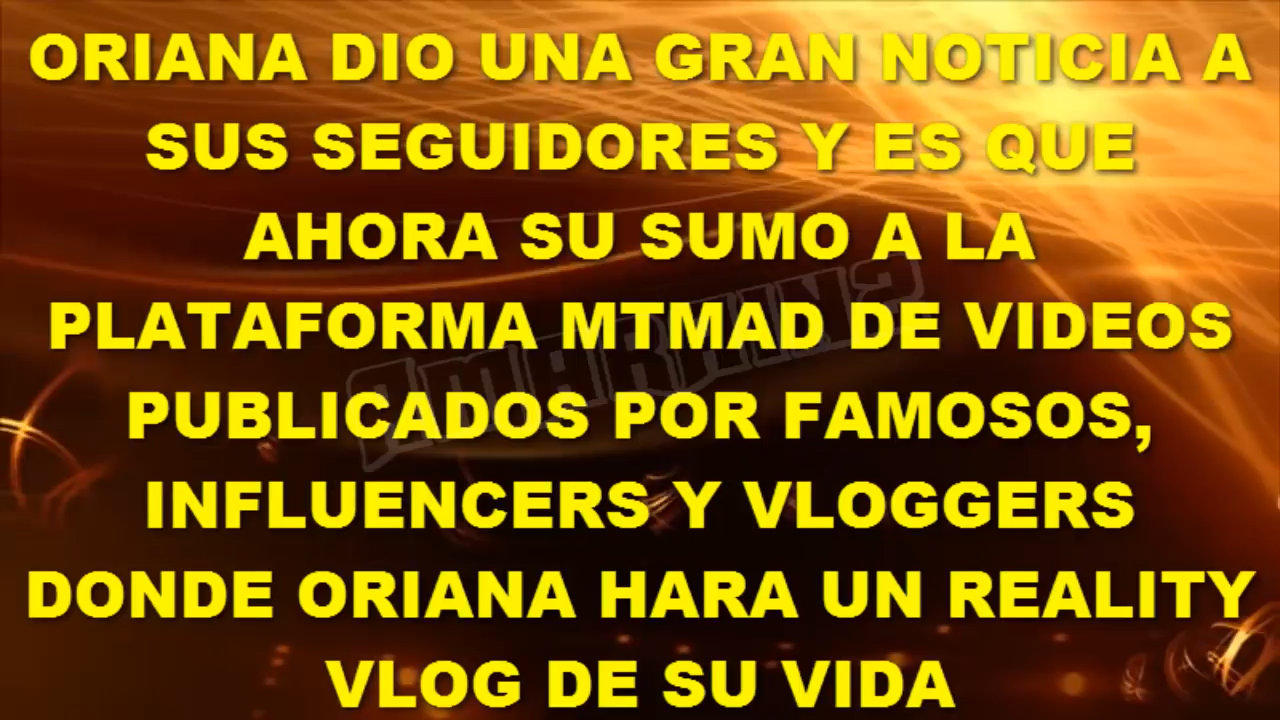 ORIANA DIO UNA GRAN NOTICIA A
SUS SEGUIDORES Y ES QUE
AHORA SU SUMO A LA
PLATAFORMA MTMAD DE VIDEOS
PUBLICADOS POR FAMOSOS,
INFLUENCERS Y VLOGGERS
DONDE ORIANA HARA UN REALITY
VLOG DE SU VIDA